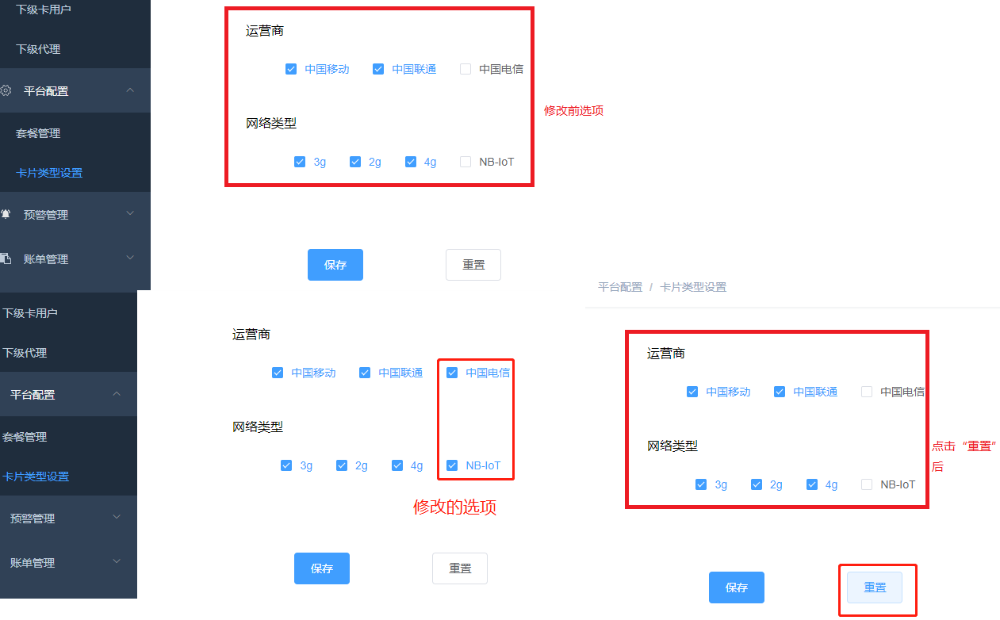 下级卡用户
下级代理
平台配置
套餐管理
卡片类型设置
预警管理
账单管理
运营商
中国移动 中国联通 中国电信
网络类型
3g 2g 4g NB-IoT
修改前选项
保存 重置
下级卡用户
下级代理
平台配置
套餐管理
卡片类型设置
预警管理
账单管理
运营商
中国移动 中国联通 中国电信
网络类型
3g 2g 4g NB-IoT
修改的选项
保存 重置
平台配置 / 卡片类型设置
运营商
中国移动 中国联通 中国电信
网络类型
3g 2g 4g NB-IoT
点击“重置”
后
保存 重置